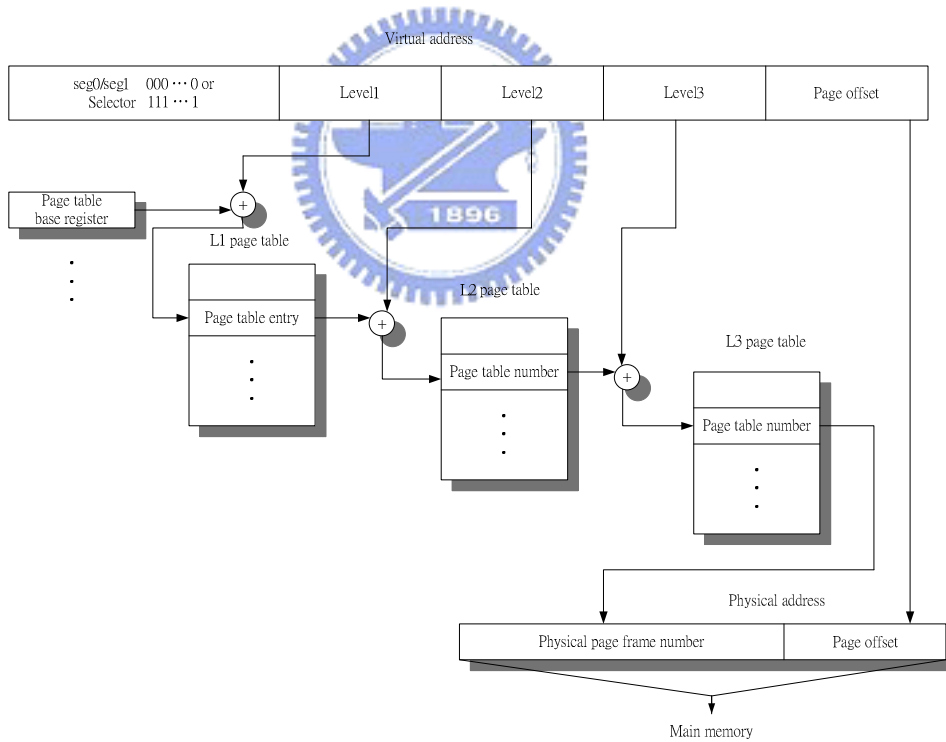 Virtual address
seg0/seg1 000 ··· 0 or
Selector 111 ··· 1
Level1
Level2
Level3
Page offset
Page table
base register
1896
L1 page table
L2 page table
Page table entry
L3 page table
Page table number
Page table number
Physical address
Physical page frame number
Page offset
Main memory